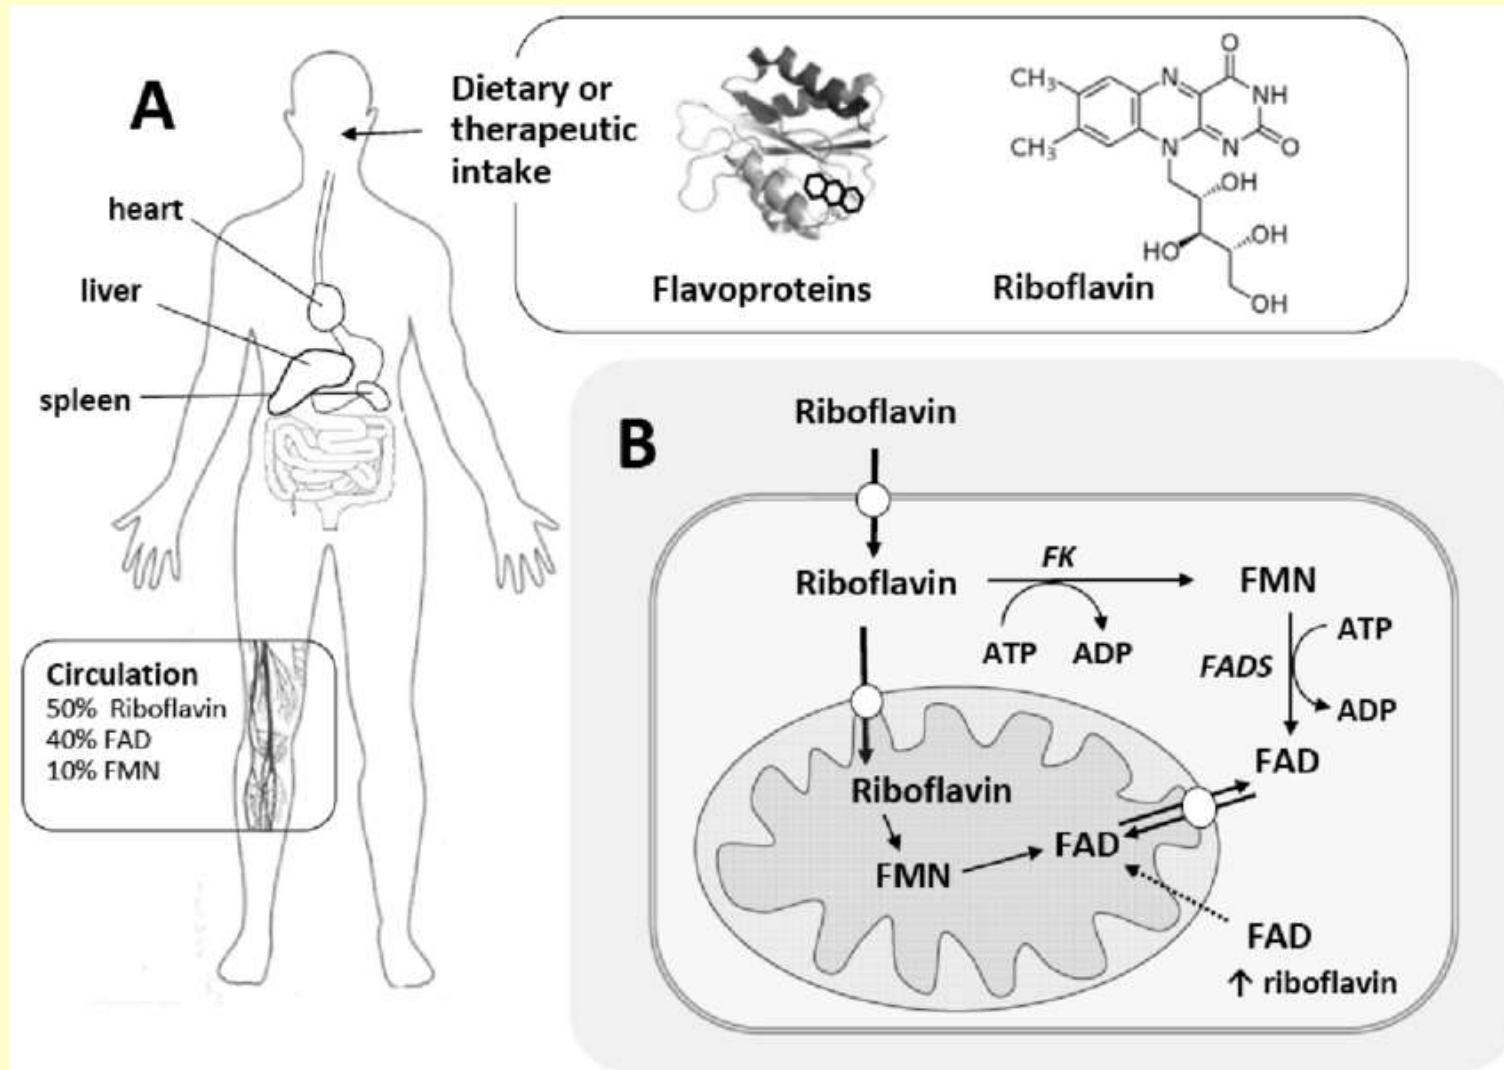 A
Dietary or
therapeutic
intake
heart
liver
spleen
Circulation
50% Riboflavin
40% FAD
10% FMN
Flavoproteins
CH3
CH3
N
N
N
O
NH
O
OH
OH
HO
OH
Riboflavin
B
Riboflavin
Riboflavin
FK
FMN
ATP
ADP
FADS
ATP
ADP
FAD
Riboflavin
FMN
FAD
FAD
↑ riboflavin